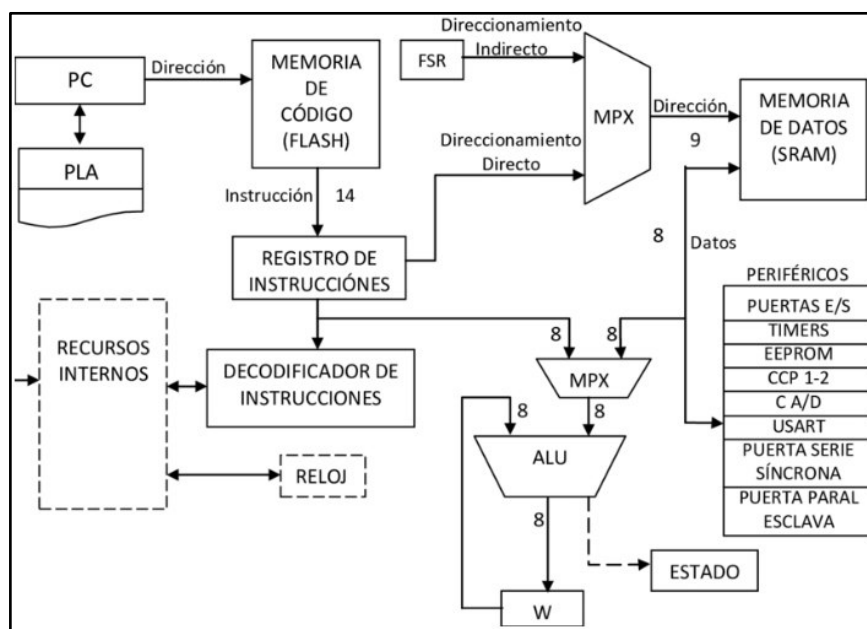 PC
Dirección
MEMORIA
DE
CÓDIGO
(FLASH)
PLA
Instrucción 14
REGISTRO DE
INSTRUCCIÓNES
Direccionamiento
Indirecto
FSR
MPX
Direccionamiento
Directo
Dirección
9
MEMORIA
DE DATOS
(SRAM)
8
Datos
RECURSOS
INTERNOS
DECODIFICADOR DE
INSTRUCCIONES
RELOJ
8
8
MPX
8
8
ALU
8
W
ESTADO
PERIFÉRICOS
PUERTAS E/S
TIMERS
EEPROM
CCP 1-2
C A/D
USART
PUERTA SERIE
SÍNCRONA
PUERTA PARAL
ESCLAVA